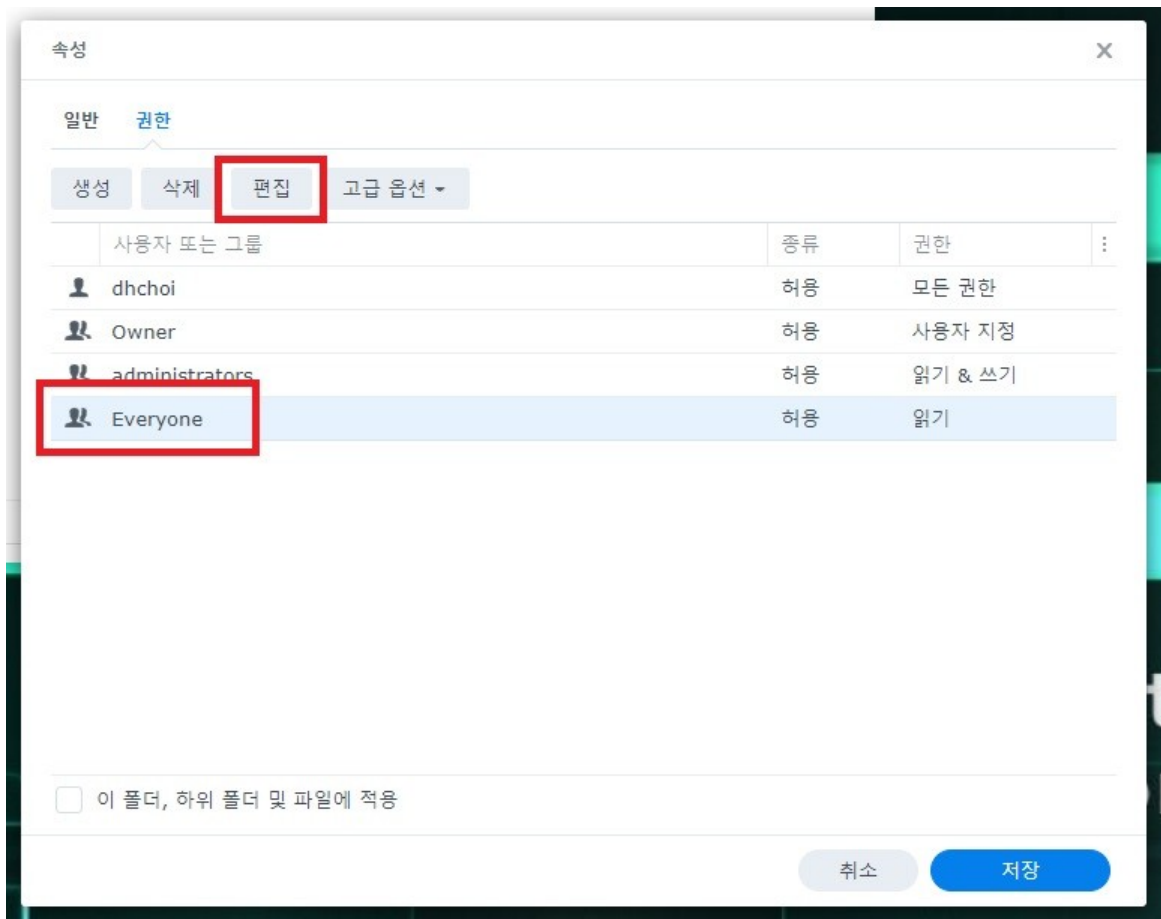 속성
일반 권한
생성 삭제 편집 고급 옵션
사용자 또는 그룹 종류 권한
dhchoi 허용 모든 권한
Owner 허용 사용자 지정
administrators 허용 읽기 & 쓰기
Everyone 허용 읽기
이 폴더, 하위 폴더 및 파일에 적용
취소 저장